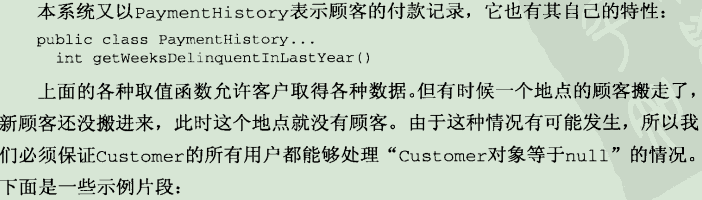 本系统又以PaymentHistory表示顾客的付款记录，它也有其自己的特性：
public class PaymentHistory...
int getWeeksDelinquentInLastYear()
上面的各种取值函数允许客户取得各种数据。但有时候一个地点的顾客搬走了，
新顾客还没搬进来，此时这个地点就没有顾客。由于这种情况有可能发生，所以我
们必须保证Customer的所有用户都能够处理“Customer对象等于null”的情况。
下面是一些示例片段：